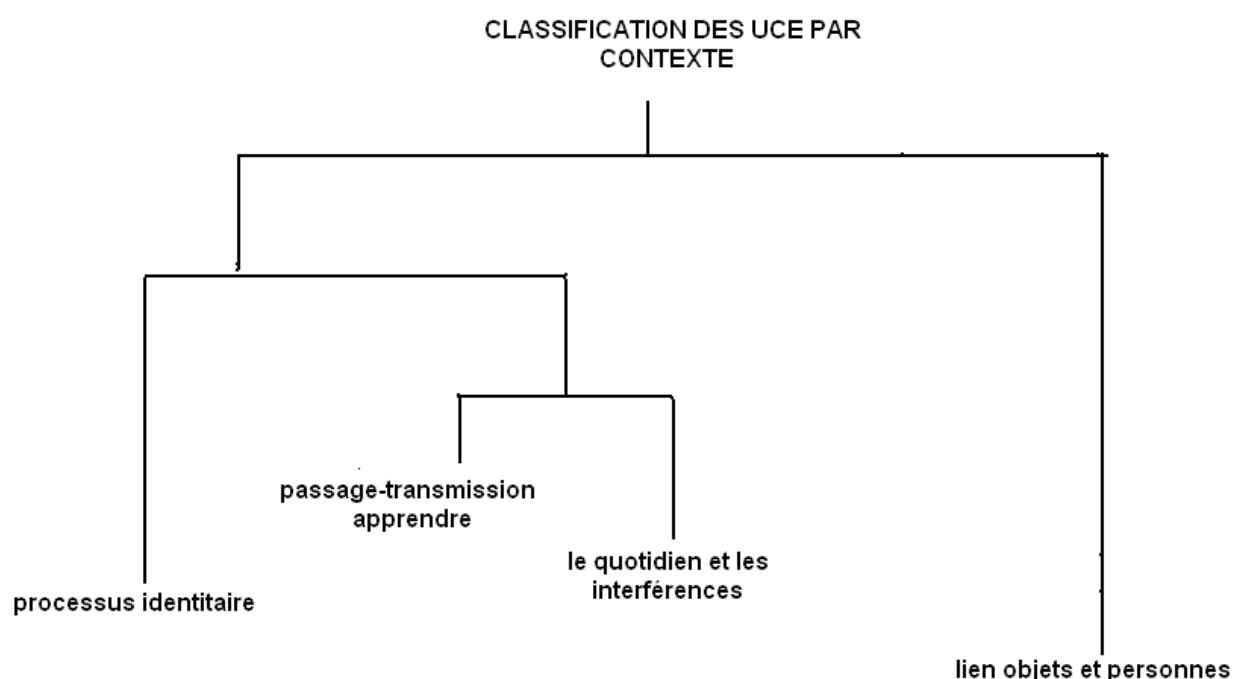 CLASSIFICATION DES UCE PAR
CONTEXTE
passage-transmission
apprendre
le quotidien et les
interférences
processus identitaire
lien objets et personnes